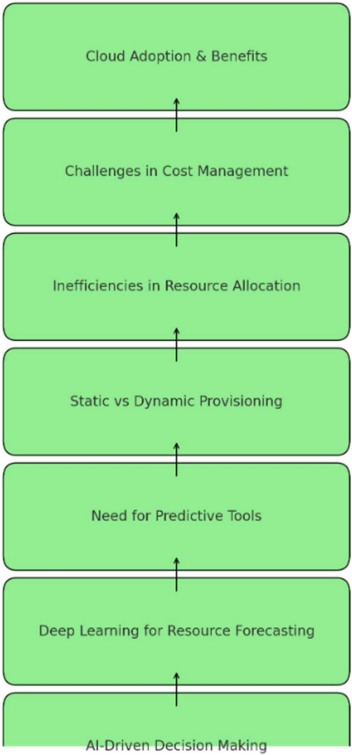 Cloud Adoption & Benefits
Challenges in Cost Management
Inefficiencies in Resource Allocation
Static vs Dynamic Provisioning
Need for Predictive Tools
Deep Learning for Resource Forecasting
AI-Driven Decision Making